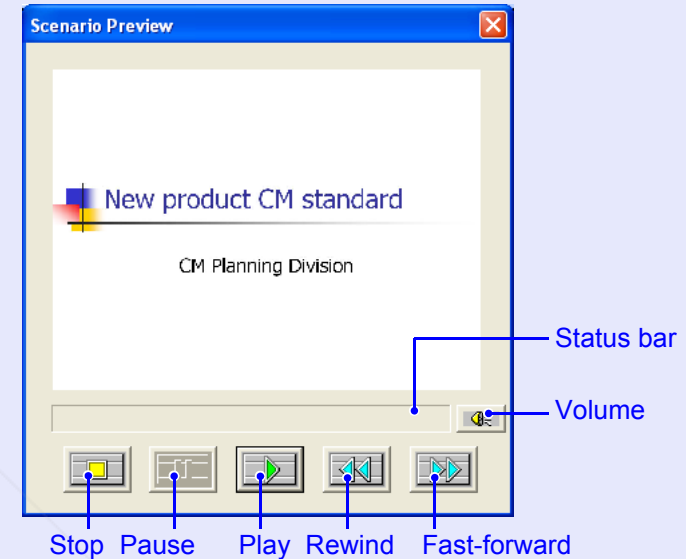 Scenario Preview
New product CM standard
CM Planning Division
Status bar
Volume
Stop Pause Play Rewind Fast-forward